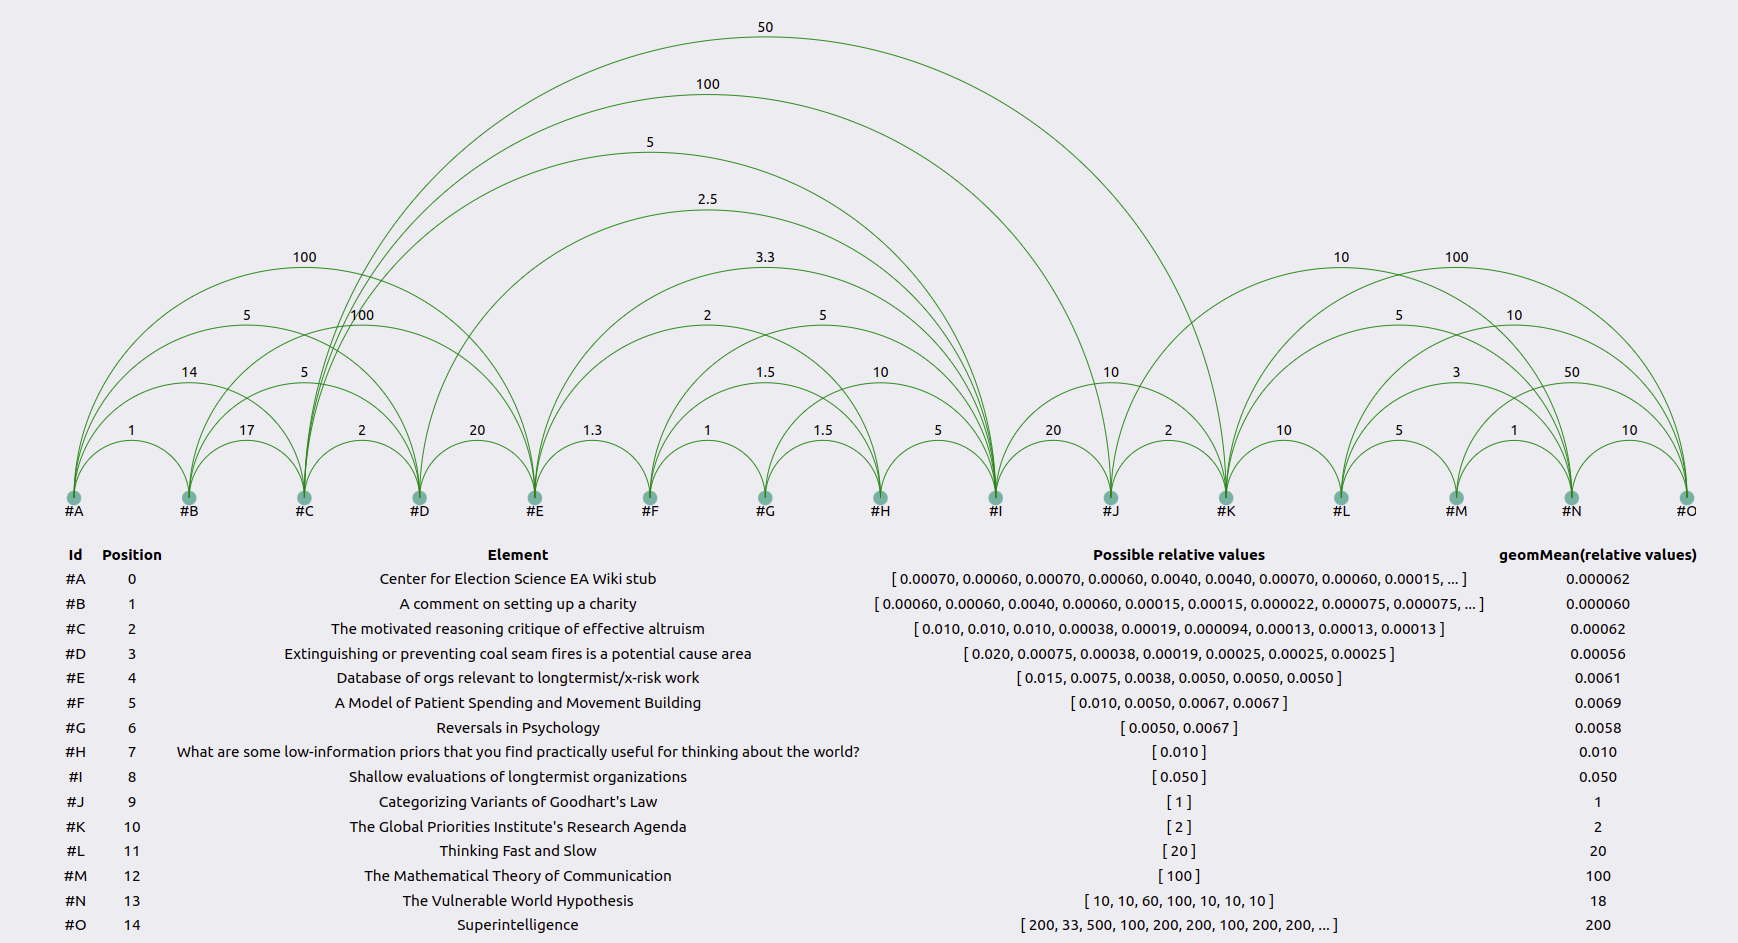 50
100
5
2.5
100 3.3 10 100
5 100 2 5 5 10
14 5 1.5 10 10 3 50
1 17 2 20 1.3 1 1.5 5 20 2 10 5 1 10
#A #B #C #D #E #F #G #H #I #J #K #L #M #N #O
Id Position Element Possible relative values geomMean(relative values)
#A 0 Center for Election Science EA Wiki stub [ 0.00070, 0.00060, 0.00070, 0.00060, 0.0040, 0.0040, 0.00070, 0.00060, 0.00015, ... ] 0.000062
#B 1 A comment on setting up a charity [ 0.00060, 0.00060, 0.0040, 0.00060, 0.00015, 0.00015, 0.000022, 0.000075, 0.000075, ... ] 0.000060
#C 2 The motivated reasoning critique of effective altruism [ 0.010, 0.010, 0.010, 0.00038, 0.00019, 0.000094, 0.00013, 0.00013, 0.00013 ] 0.00062
#D 3 Extinguishing or preventing coal seam fires is a potential cause area [ 0.020, 0.00075, 0.00038, 0.00019, 0.00025, 0.00025, 0.00025 ] 0.00056
#E 4 Database of orgs relevant to longtermist/x-risk work [ 0.015, 0.0075, 0.0038, 0.0050, 0.0050, 0.0050 ] 0.0061
#F 5 A Model of Patient Spending and Movement Building [ 0.010, 0.0050, 0.0067, 0.0067 ] 0.0069
#G 6 Reversals in Psychology [ 0.0050, 0.0067 ] 0.0058
#H 7 What are some low-information priors that you find practically useful for thinking about the world? [ 0.010 ] 0.010
#I 8 Shallow evaluations of longtermist organizations [ 0.050 ] 0.050
#J 9 Categorizing Variants of Goodhart's Law [ 1 ] 1
#K 10 The Global Priorities Institute's Research Agenda [ 2 ] 2
#L 11 Thinking Fast and Slow [ 20 ] 20
#M 12 The Mathematical Theory of Communication [ 100 ] 100
#N 13 The Vulnerable World Hypothesis [ 10, 10, 60, 100, 10, 10, 10 ] 18
#O 14 Superintelligence [ 200, 33, 500, 100, 200, 200, 100, 200, 200, ... ] 200